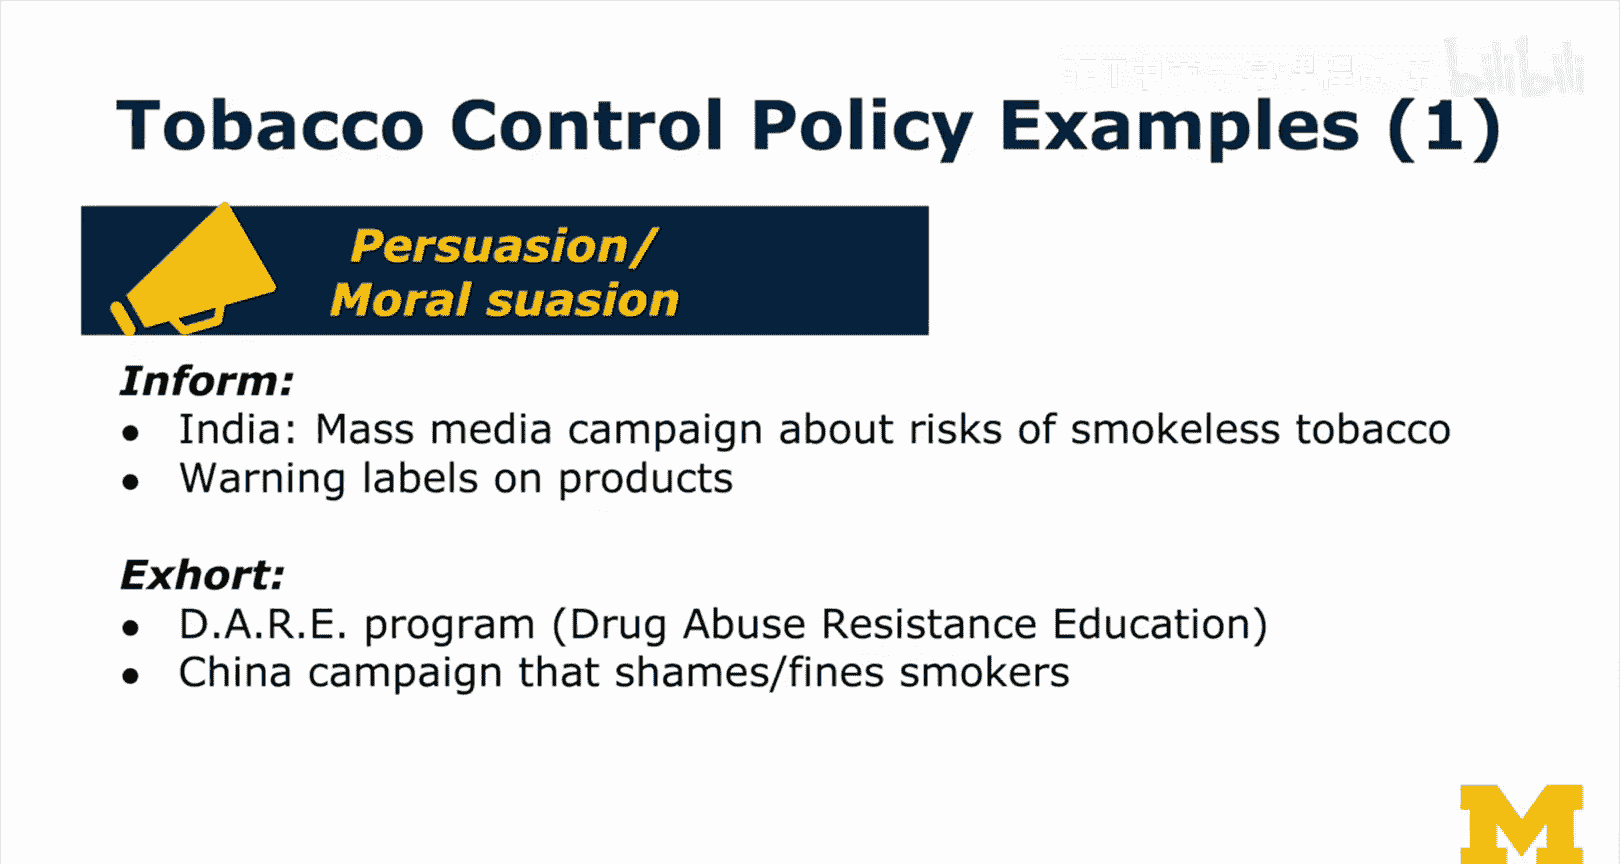 bilibili
Tobacco Control Policy Examples (1)
Persuasion/
Moral suasion
Inform:
● India: Mass media campaign about risks of smokeless tobacco
● Warning labels on products
Exhort:
● D.A.R.E. program (Drug Abuse Resistance Education)
● China campaign that shames/fines smokers
M